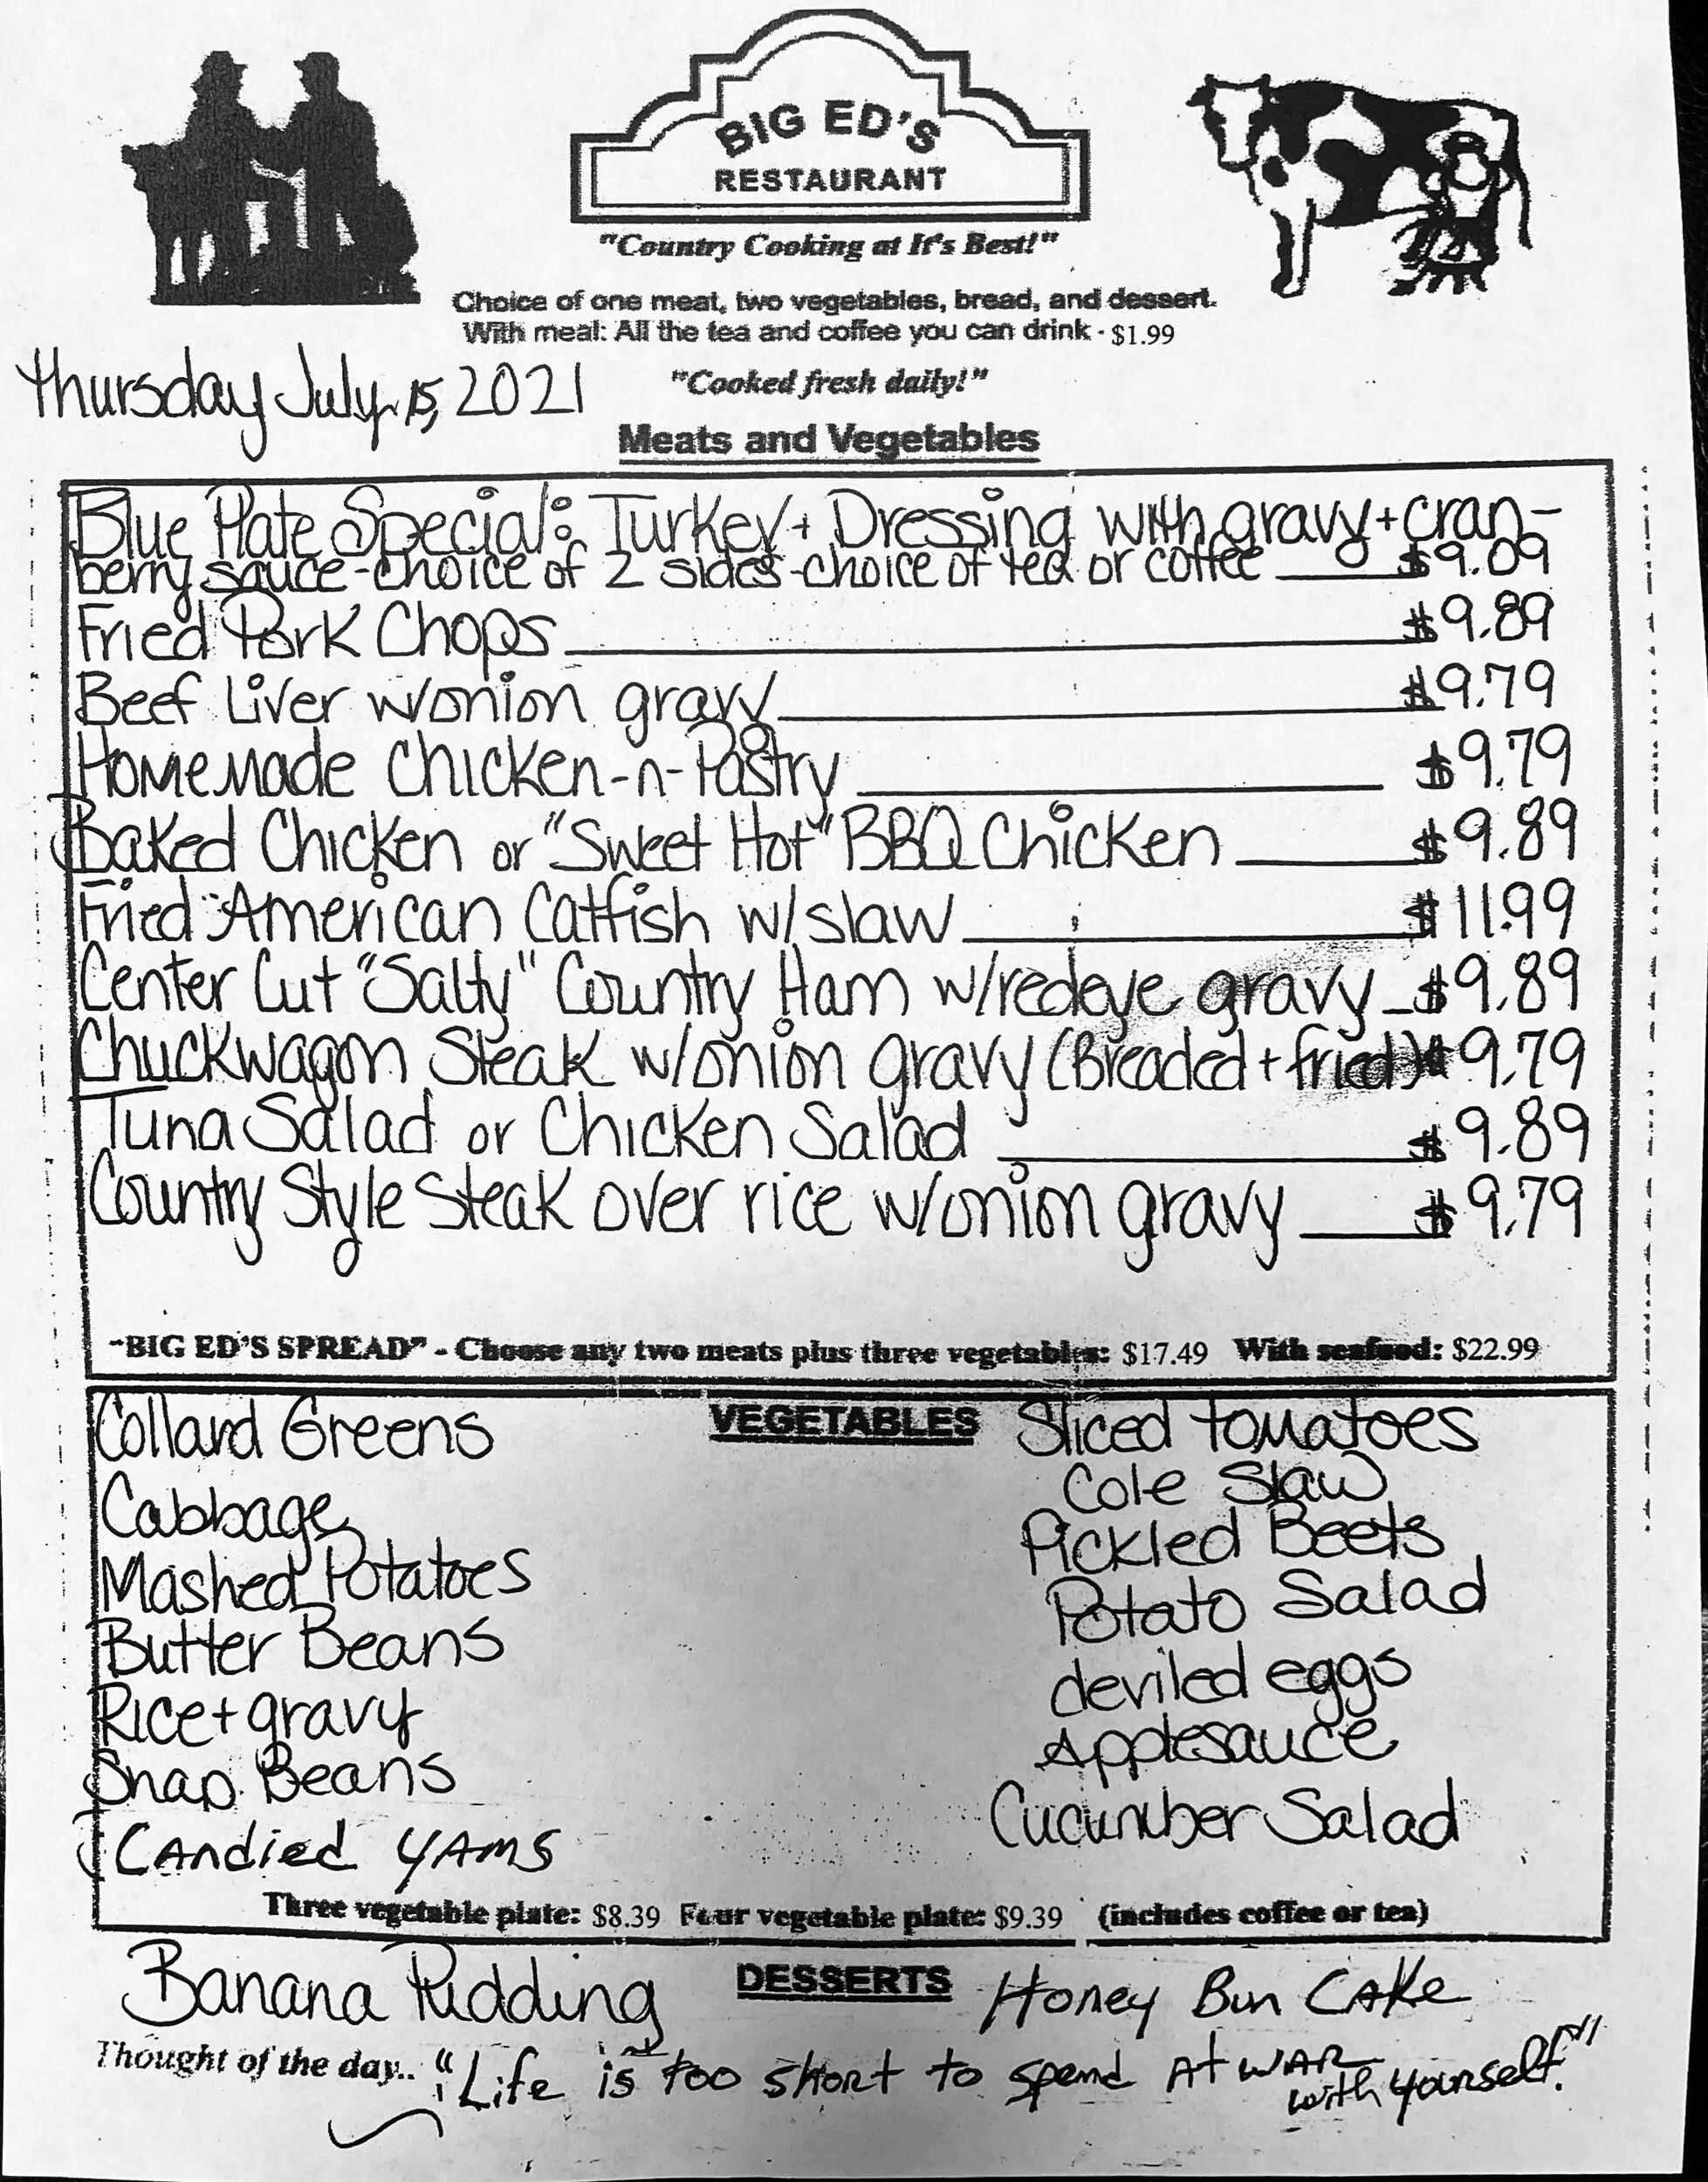 BIG ED'S
RESTAURANT
"Country Cooking at It's Best!"
Choice of one meat, two vegetables, bread, and dessert.
With meal: All the tea and coffee you can drink - $1.99
Thursday July 15, 2021
"Cooked fresh daily!"
Meats and Vegetables
Blue Plate Special: Turkey + Dressing with gravy + cran-
berry sauce - choice of 2 sides - choice of tea or coffee $9.09
Fried Pork Chops $9.89
Beef Liver w/onion gravy $9.79
Homemade Chicken-n-Pastry $9.79
Baked Chicken or "Sweet Hot" BBQ Chicken $9.89
Fried American Catfish w/slaw $11.99
Center Cut "Salty" Country Ham w/redeye gravy $9.89
Chuckwagon Steak w/onion gravy (Breaded + fried) $9.79
Tuna Salad or Chicken Salad $9.89
Country Style Steak over rice w/onion gravy $9.79
"BIG ED'S SPREAD" - Choose any two meats plus three vegetables: $17.49 With seafood: $22.99
VEGETABLES
Collard Greens
Cabbage
Mashed Potatoes
Butter Beans
Rice + gravy
Snap Beans
Candied Yams
Sliced tomatoes
Cole Slaw
Pickled Beets
Potato Salad
deviled eggs
Applesauce
Cucumber Salad
Three vegetable plate: $8.39 Four vegetable plate: $9.39 (includes coffee or tea)
DESSERTS
Banana Pudding
Honey Bun Cake
Thought of the day.. "Life is too short to spend At WAR
with yourself."